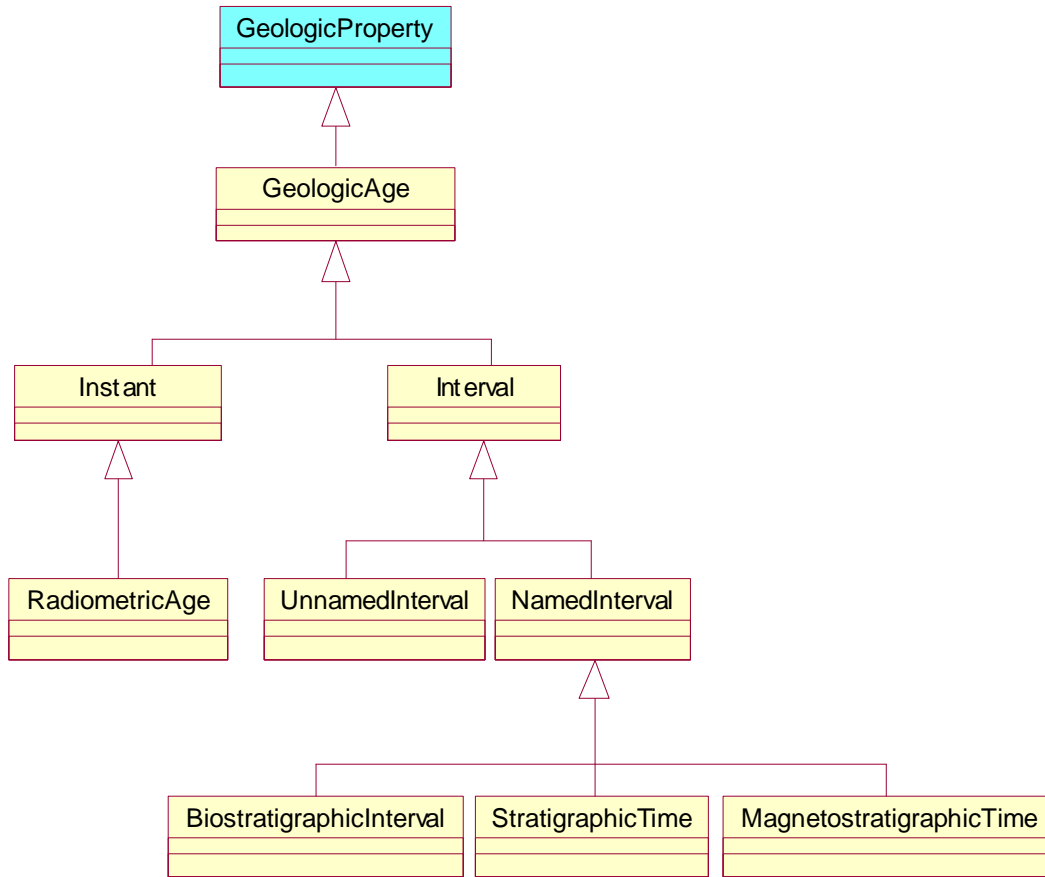 GeologicProperty
GeologicAge
Instant
Interval
RadiometricAge
UnnamedInterval
NamedInterval
BiostratigraphicInterval
StratigraphicTime
MagnetostratigraphicTime